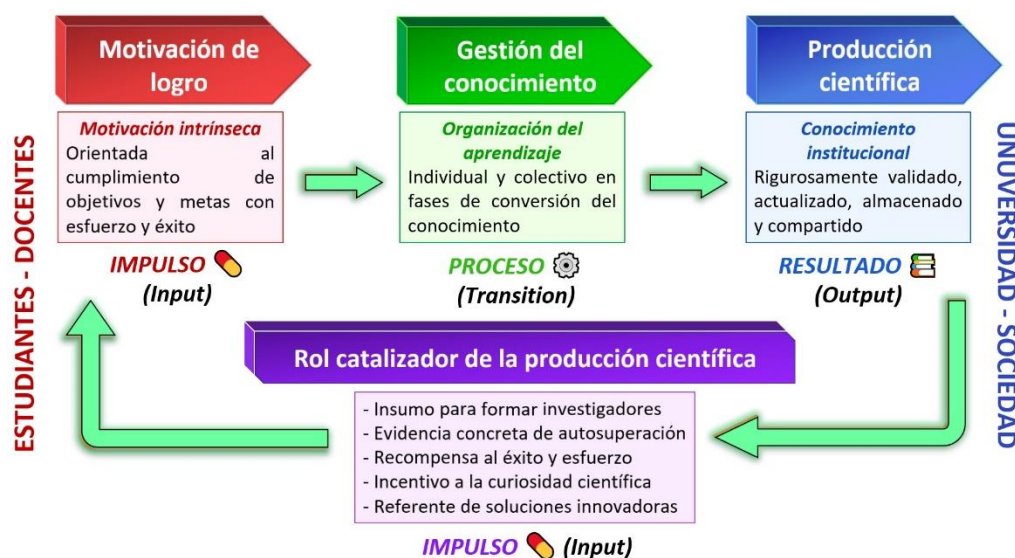 Motivación de
logro
Motivación intrínseca
Orientada al
cumplimiento de
objetivos y metas con
esfuerzo y éxito
IMPULSO
(Input)
Gestión del
conocimiento
Organización del
aprendizaje
Individual y colectivo en
fases de conversión del
conocimiento
PROCESO
(Transition)
Producción
científica
Conocimiento
institucional
Rigurosamente validado,
actualizado, almacenado
y compartido
RESULTADO
(Output)
ESTUDIANTES - DOCENTES
UNUVERSIDAD - SOCIEDAD
Rol catalizador de la producción científica
- Insumo para formar investigadores
- Evidencia concreta de autosuperación
- Recompensa al éxito y esfuerzo
- Incentivo a la curiosidad científica
- Referente de soluciones innovadoras
IMPULSO (Input)